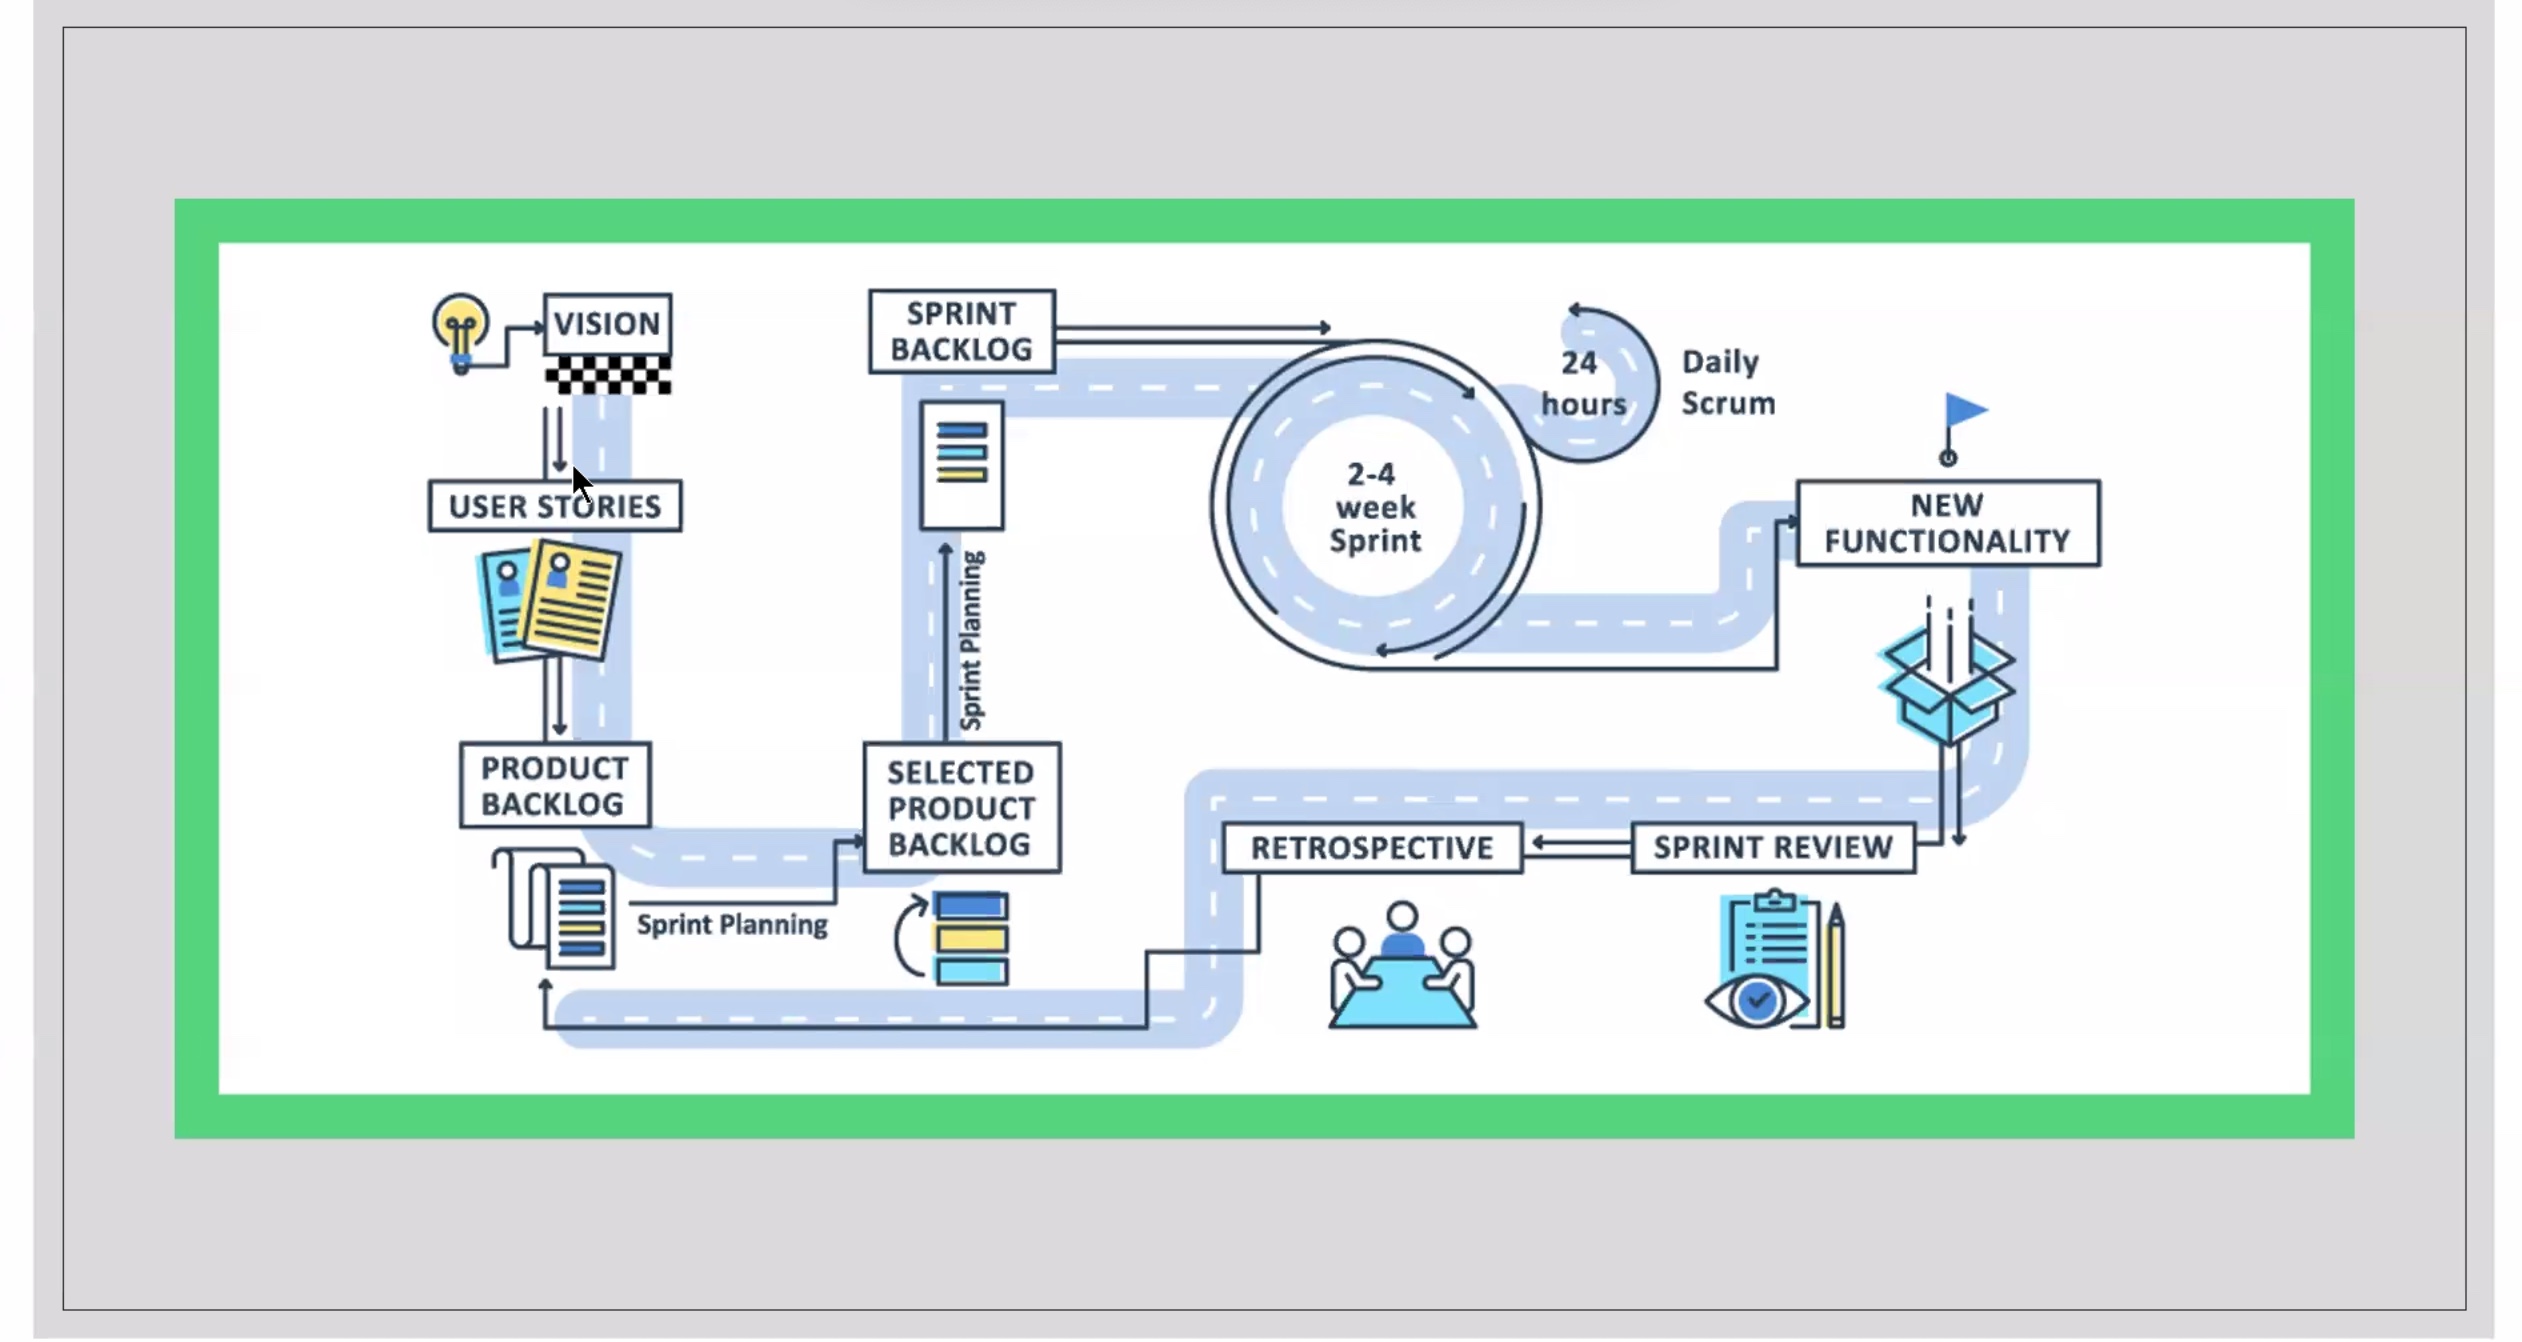 VISION
USER STORIES
PRODUCT
BACKLOG
Sprint Planning
SELECTED
PRODUCT
BACKLOG
Sprint Planning
SPRINT
BACKLOG
2-4
week
Sprint
24
hours
Daily
Scrum
NEW
FUNCTIONALITY
SPRINT REVIEW
RETROSPECTIVE